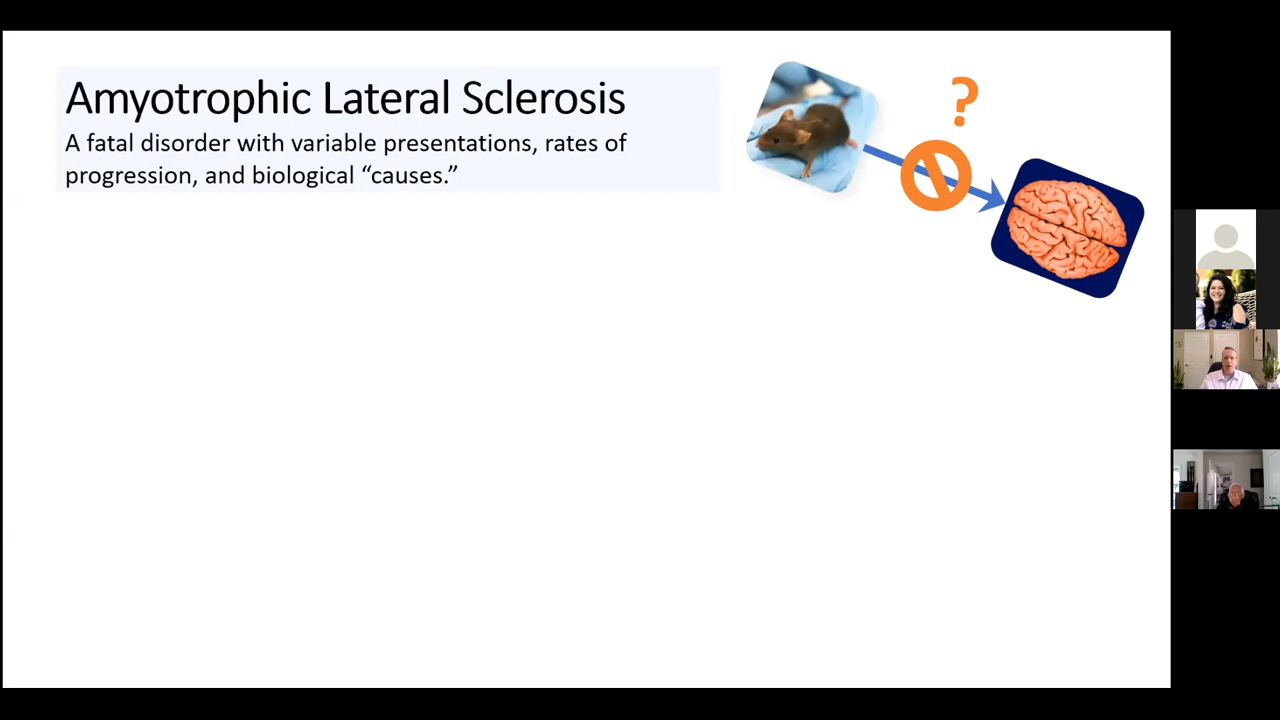 Amyotrophic Lateral Sclerosis
A fatal disorder with variable presentations, rates of
progression, and biological “causes.”
?